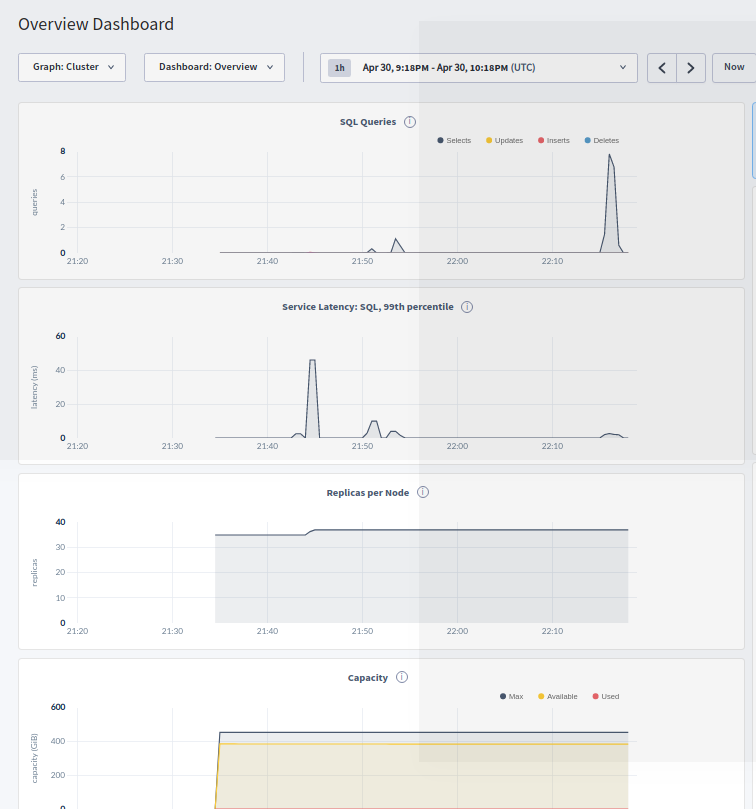 Overview Dashboard
Graph: Cluster
Dashboard: Overview
1h Apr 30, 9:18PM - Apr 30, 10:18PM (UTC)
Now
SQL Queries i
Selects Updates Inserts Deletes
queries
8
6
4
2
0
21:20 21:30 21:40 21:50 22:00 22:10
Service Latency: SQL, 99th percentile i
latency (ms)
60
40
20
0
21:20 21:30 21:40 21:50 22:00 22:10
Replicas per Node i
replicas
40
30
20
10
0
21:20 21:30 21:40 21:50 22:00 22:10
Capacity i
Max Available Used
capacity (GiB)
600
400
200
0